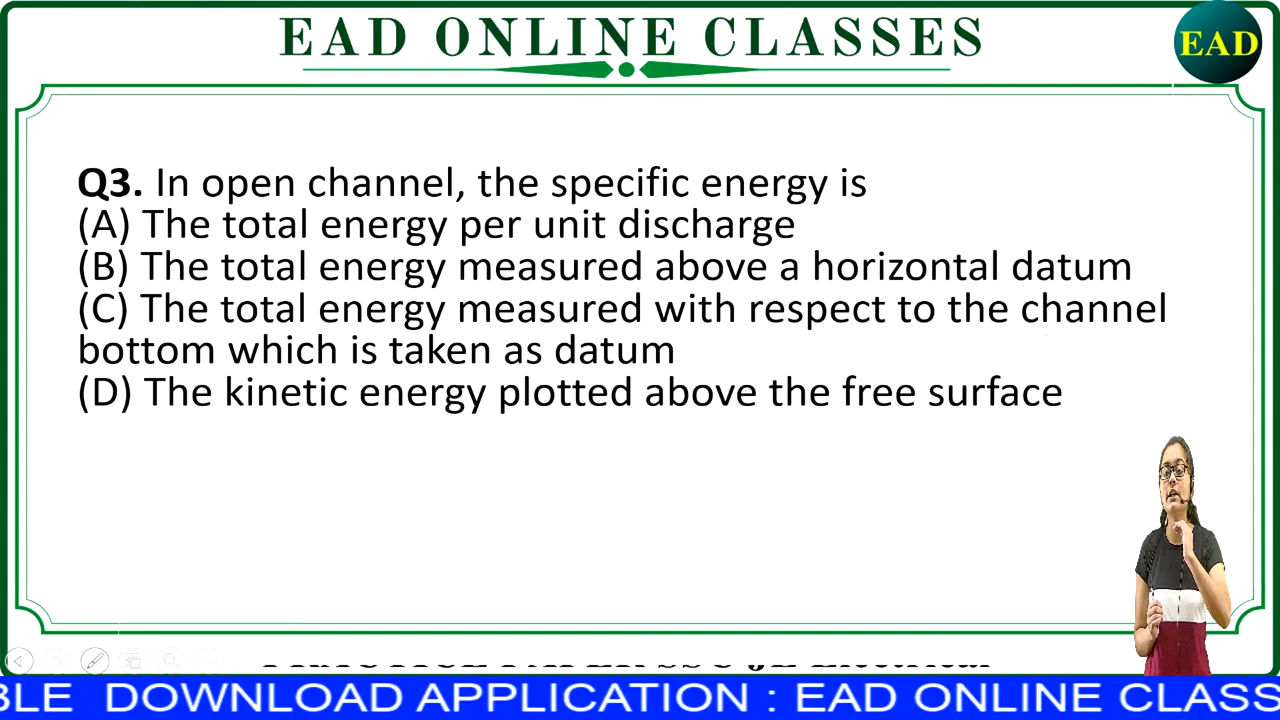 EAD ONLINE CLASSES
EAD
Q3. In open channel, the specific energy is
(A) The total energy per unit discharge
(B) The total energy measured above a horizontal datum
(C) The total energy measured with respect to the channel
bottom which is taken as datum
(D) The kinetic energy plotted above the free surface
BLE DOWNLOAD APPLICATION : EAD ONLINE CLASS